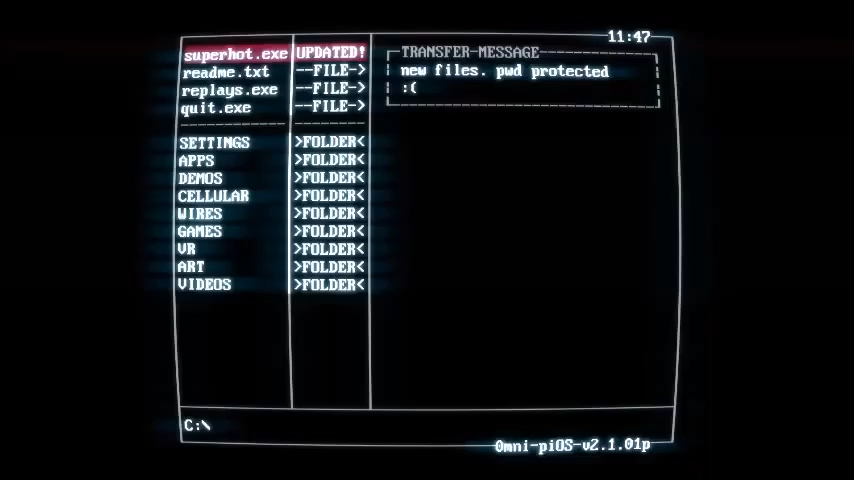 11:47
superhot.exe UPDATED!
readme.txt --FILE->
replays.exe --FILE->
quit.exe --FILE->
SETTINGS >FOLDER<
APPS >FOLDER<
DEMOS >FOLDER<
CELLULAR >FOLDER<
WIRES >FOLDER<
GAMES >FOLDER<
VR >FOLDER<
ART >FOLDER<
VIDEOS >FOLDER<
TRANSFER-MESSAGE
new files. pwd protected
:(
C:\
Omni-piOS-v2.1.01p